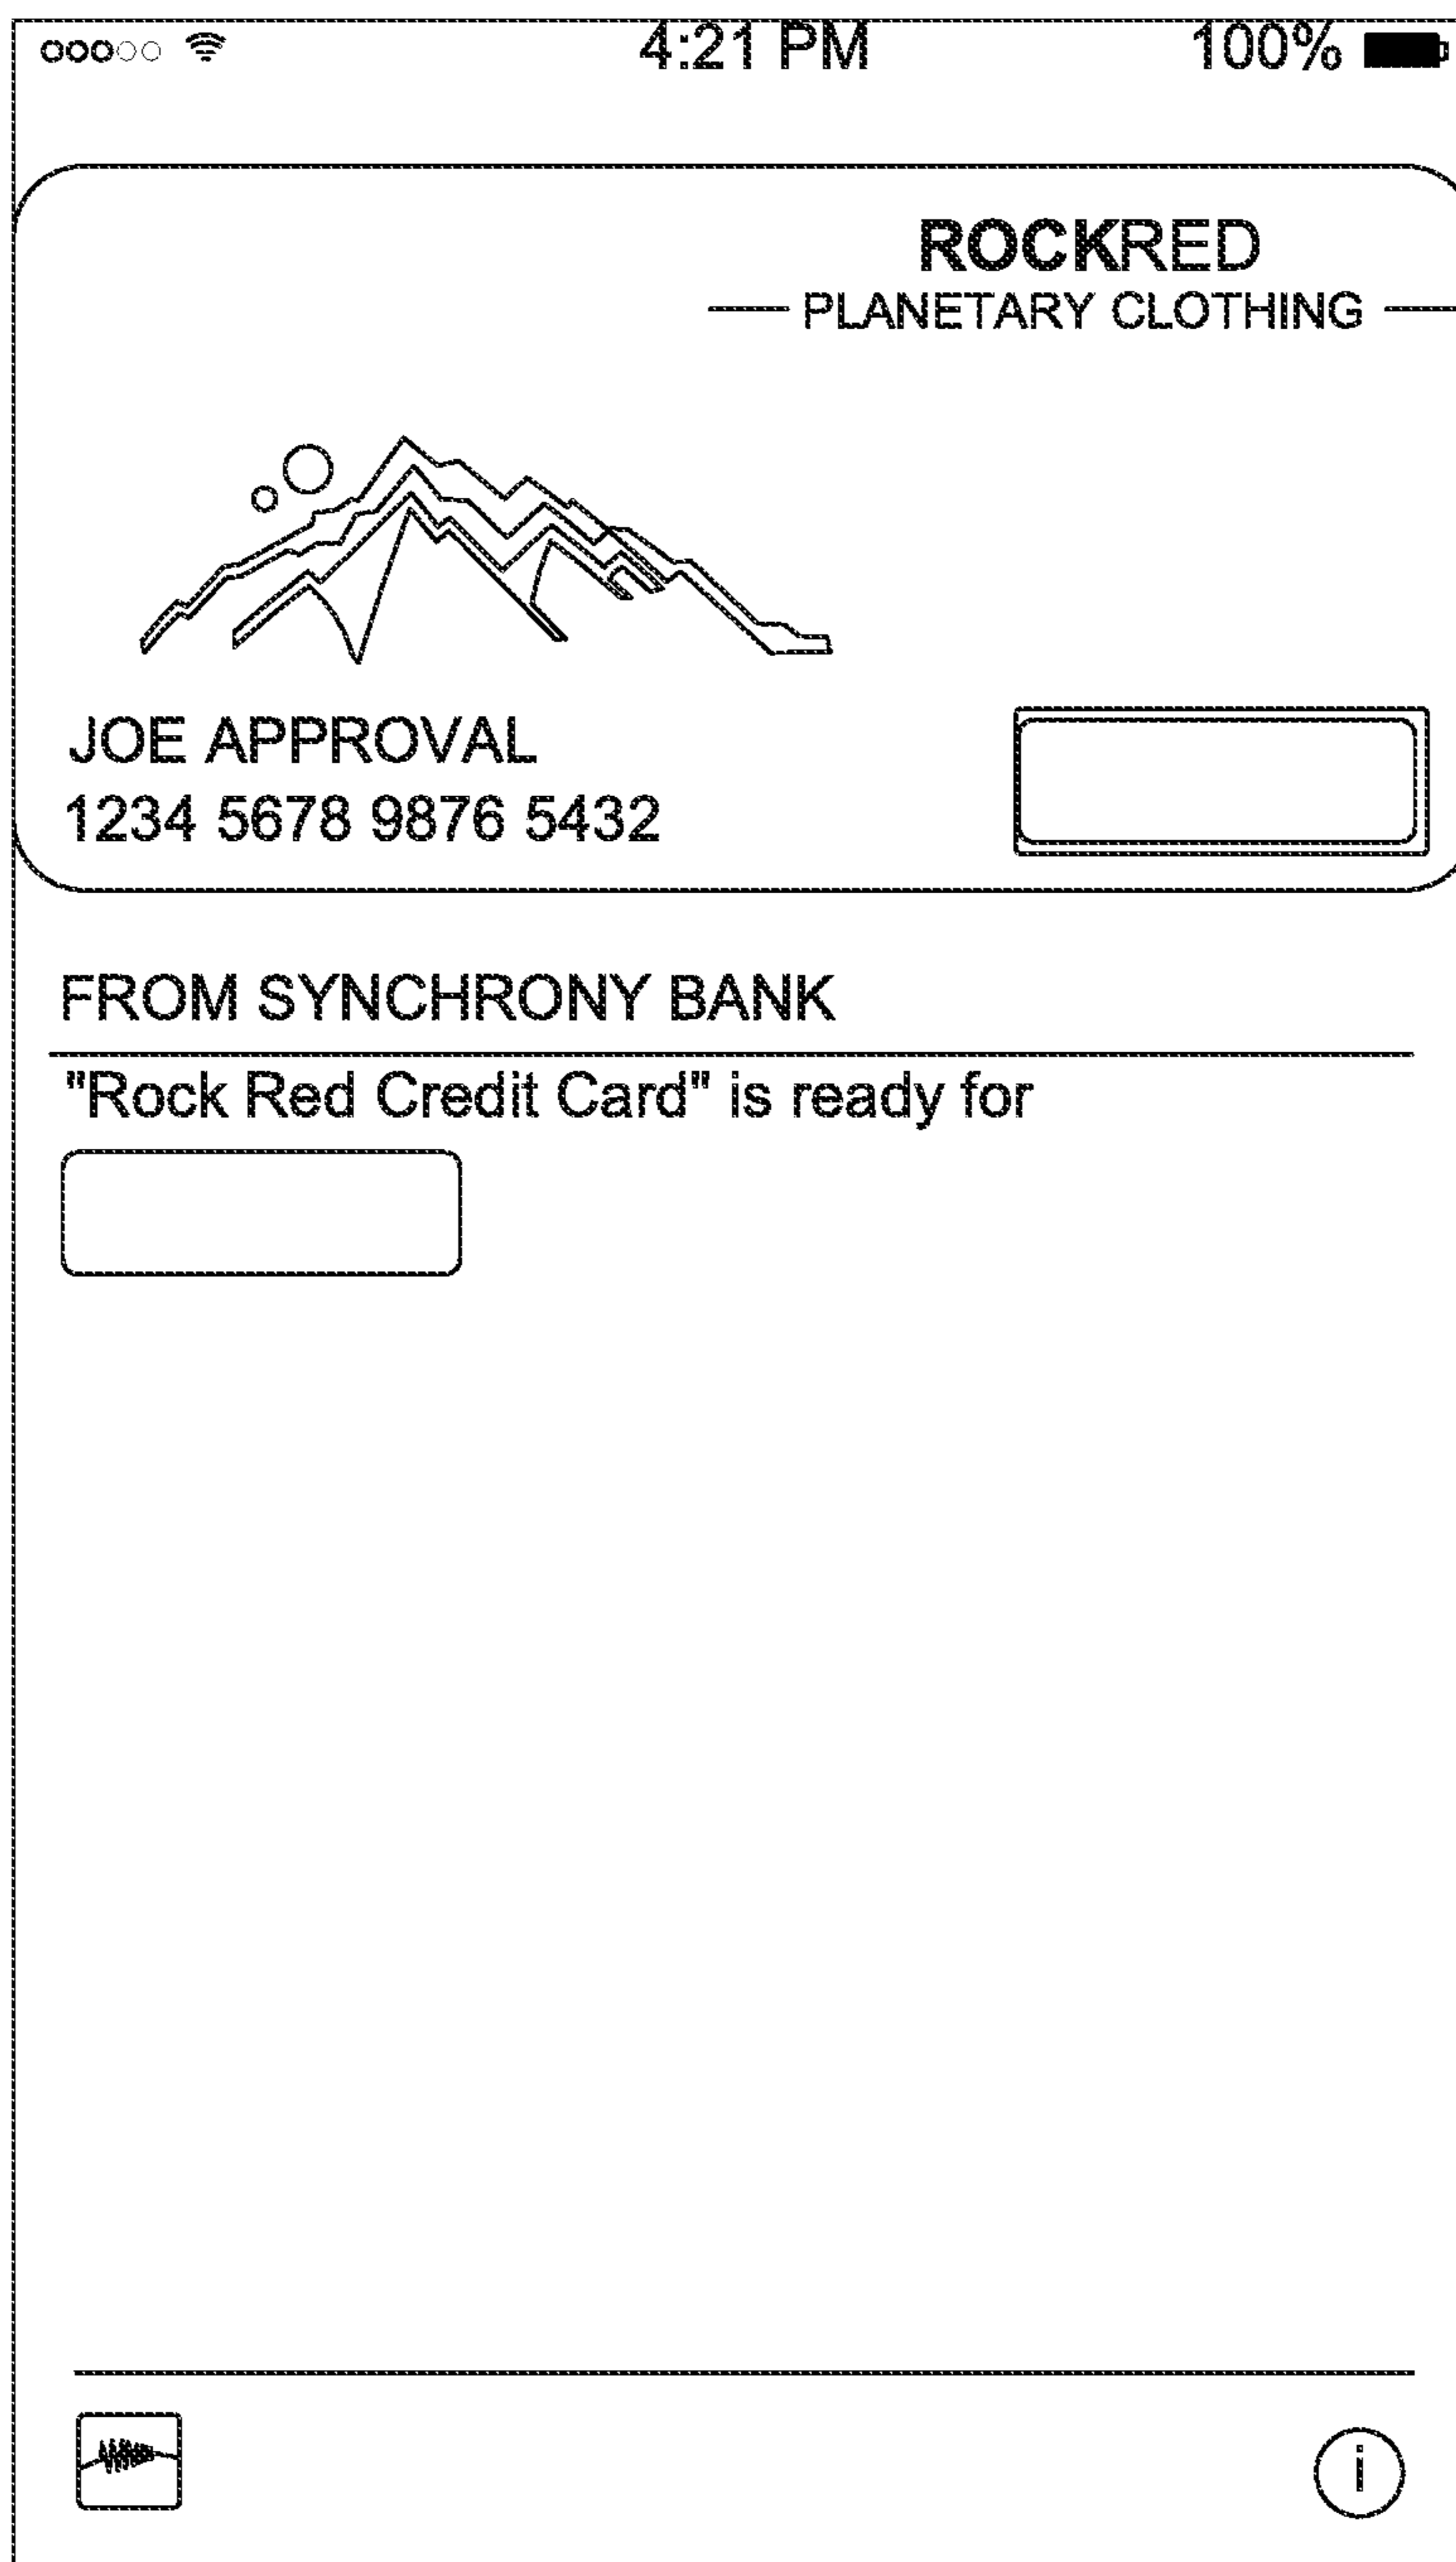 4:21 PM 100%
ROCKRED
PLANETARY CLOTHING
JOE APPROVAL
1234 5678 9876 5432
FROM SYNCHRONY BANK
"Rock Red Credit Card" is ready for
i